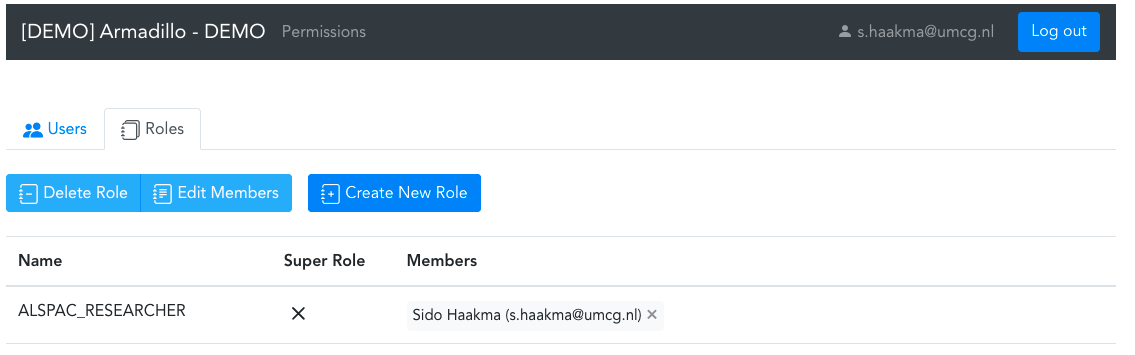 [DEMO] Armadillo - DEMO Permissions s.haakma@umcg.nl Log out
Users Roles
Delete Role Edit Members Create New Role
Name Super Role Members
ALSPAC_RESEARCHER Sido Haakma (s.haakma@umcg.nl) ×